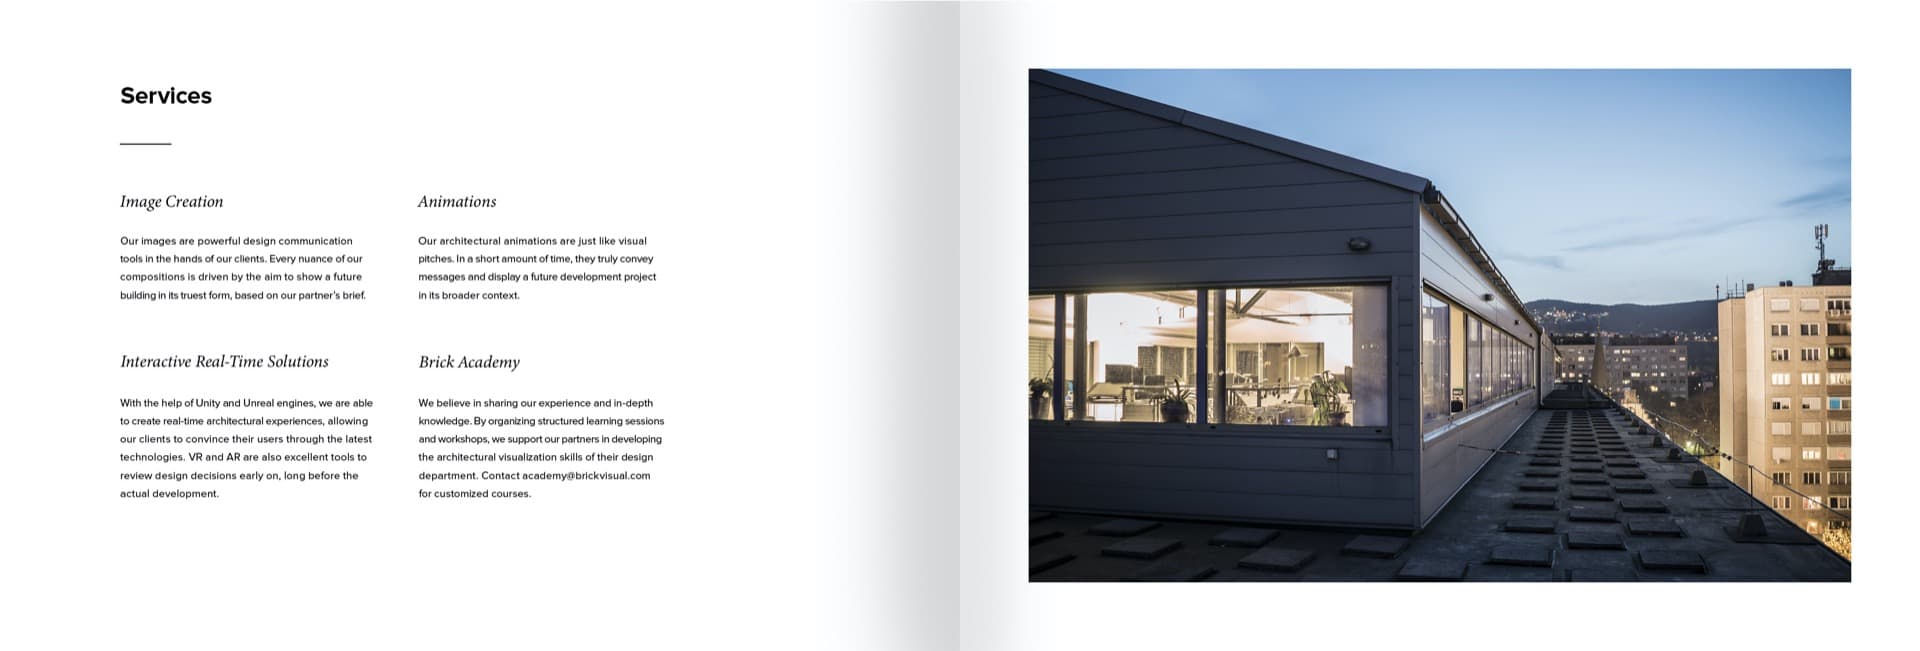 Services
Image Creation
Our images are powerful design communication
tools in the hands of our clients. Every nuance of our
compositions is driven by the aim to show a future
building in its truest form, based on our partner's brief.
Animations
Our architectural animations are just like visual
pitches. In a short amount of time, they truly convey
messages and display a future development project
in its broader context.
Interactive Real-Time Solutions
With the help of Unity and Unreal engines, we are able
to create real-time architectural experiences, allowing
our clients to convince their users through the latest
technologies. VR and AR are also excellent tools to
review design decisions early on, long before the
actual development.
Brick Academy
We believe in sharing our experience and in-depth
knowledge. By organizing structured learning sessions
and workshops, we support our partners in developing
the architectural visualization skills of their design
department. Contact academy@brickvisual.com
for customized courses.